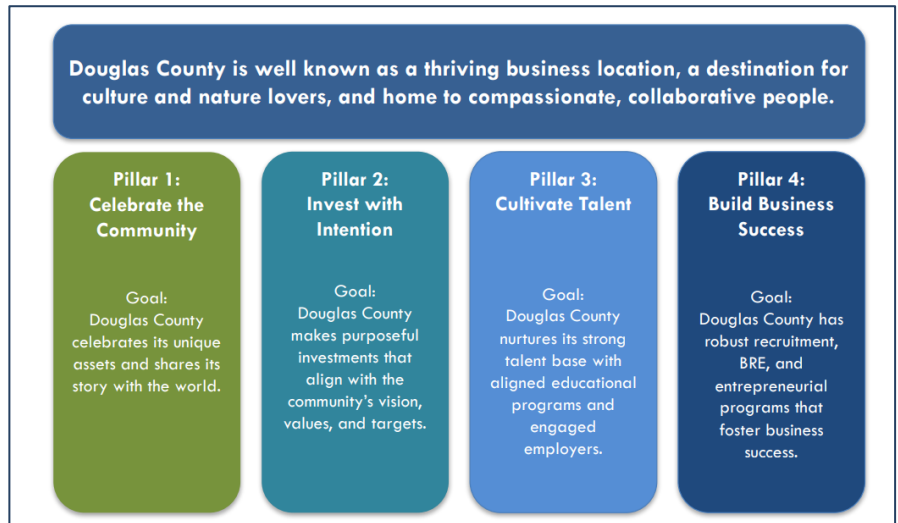 Douglas County is well known as a thriving business location, a destination for
culture and nature lovers, and home to compassionate, collaborative people.
Pillar 1:
Celebrate the
Community
Goal:
Douglas County
celebrates its unique
assets and shares its
story with the world.
Pillar 2:
Invest with
Intention
Goal:
Douglas County
makes purposeful
investments that
align with the
community's vision,
values, and targets.
Pillar 3:
Cultivate Talent
Goal:
Douglas County
nurtures its strong
talent base with
aligned educational
programs and
engaged
employers.
Pillar 4:
Build Business
Success
Goal:
Douglas County has
robust recruitment,
BRE, and
entrepreneurial
programs that
foster business
success.